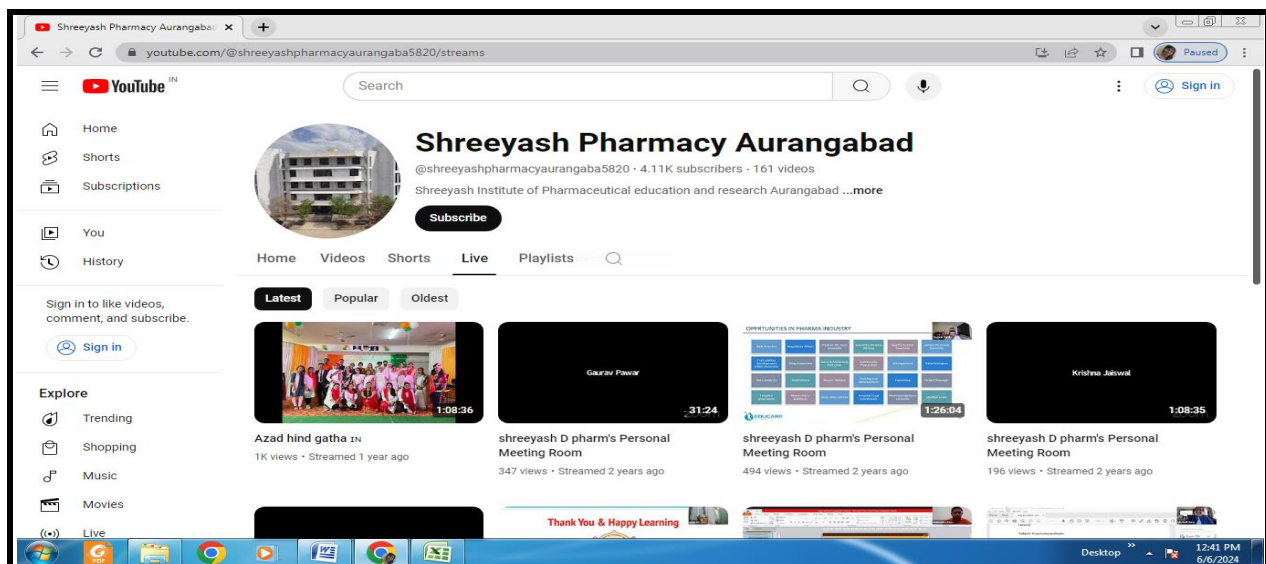 Shreeyash Pharmacy Aurangabac
youtube.com/@shreeyashpharmacyaurangaba5820/streams
Paused
YouTube IN
Search
Sign in
Home
Shorts
Subscriptions
You
History
Sign in to like videos,
comment, and subscribe.
Sign in
Explore
Trending
Shopping
Music
Movies
Live
Shreeyash Pharmacy Aurangabad
@shreeyashpharmacyaurangaba5820 · 4.11K subscribers · 161 videos
Shreeyash Institute of Pharmaceutical education and research Aurangabad ...more
Subscribe
Home Videos Shorts Live Playlists
Latest Popular Oldest
1:08:36
Azad hind gatha IN
1K views • Streamed 1 year ago
Gaurav Pawar
31:24
zoom
shreeyash D pharm's Personal
Meeting Room
347 views • Streamed 2 years ago
OPPRTUNITIES IN PHARMA INDUSTRY
EDUCARE
1:26:04
shreeyash D pharm's Personal
Meeting Room
494 views • Streamed 2 years ago
Krishna Jaiswal
1:08:35
zoom
shreeyash D pharm's Personal
Meeting Room
196 views • Streamed 2 years ago
Thank You & Happy Learning
PDF
Desktop
12:41 PM
6/6/2024